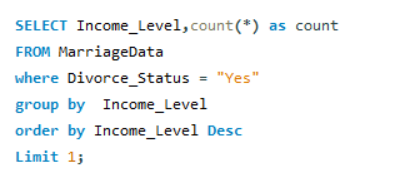 SELECT Income_Level,count(*) as count
FROM MarriageData
where Divorce_Status = "Yes"
group by  Income_Level
order by Income_Level Desc
Limit 1;